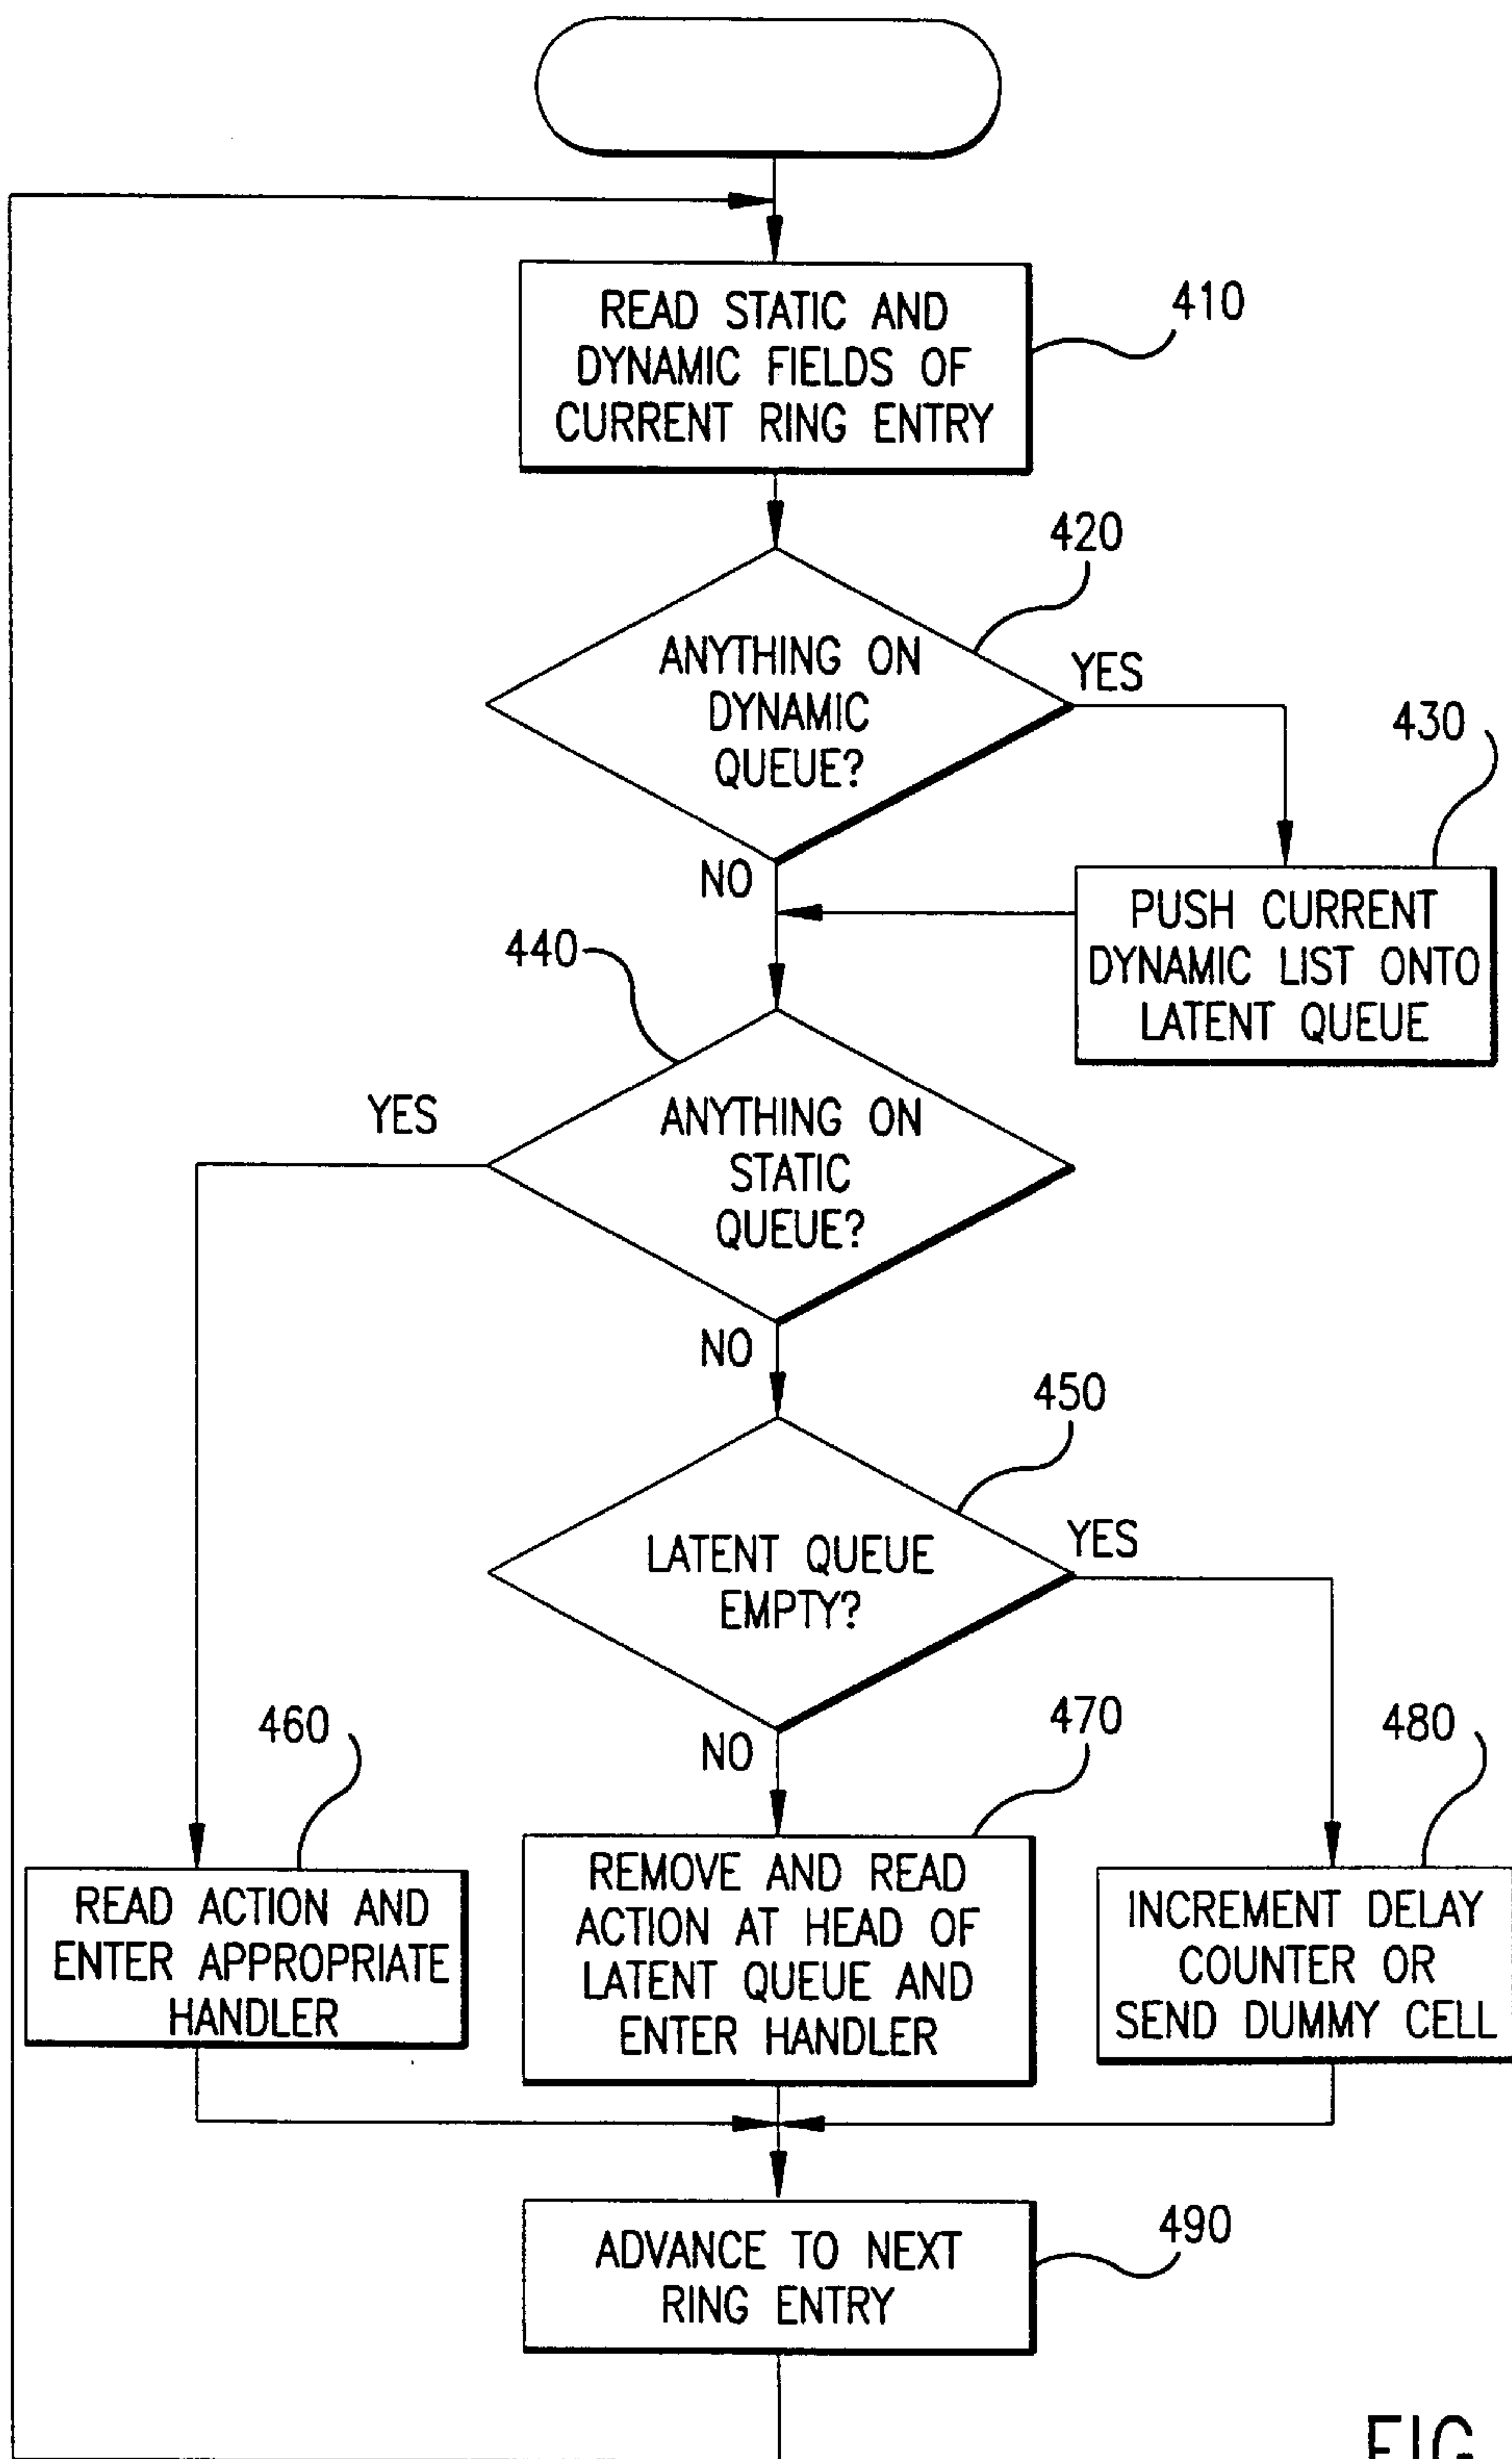 READ STATIC AND
DYNAMIC FIELDS OF
CURRENT RING ENTRY
410
420
ANYTHING ON
DYNAMIC
QUEUE?
YES
430
NO
PUSH CURRENT
DYNAMIC LIST ONTO
LATENT QUEUE
440
YES
ANYTHING ON
STATIC
QUEUE?
NO
450
LATENT QUEUE
EMPTY?
YES
460
NO
470
480
READ ACTION AND
ENTER APPROPRIATE
HANDLER
REMOVE AND READ
ACTION AT HEAD OF
LATENT QUEUE AND
ENTER HANDLER
INCREMENT DELAY
COUNTER OR
SEND DUMMY CELL
ADVANCE TO NEXT
RING ENTRY
490
FIG